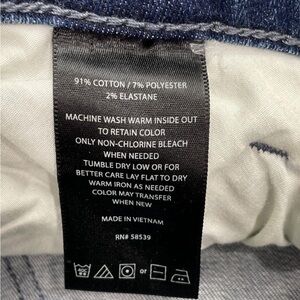 91% COTTON / 7% POLYESTER
2% ELASTANE
MACHINE WASH WARM INSIDE OUT
TO RETAIN COLOR
ONLY NON-CHLORINE BLEACH
WHEN NEEDED
TUMBLE DRY LOW OR FOR
BETTER CARE LAY FLAT TO DRY
WARM IRON AS NEEDED
COLOR MAY TRANSFER
WHEN NEW
MADE IN VIETNAM
RN# 58539
or